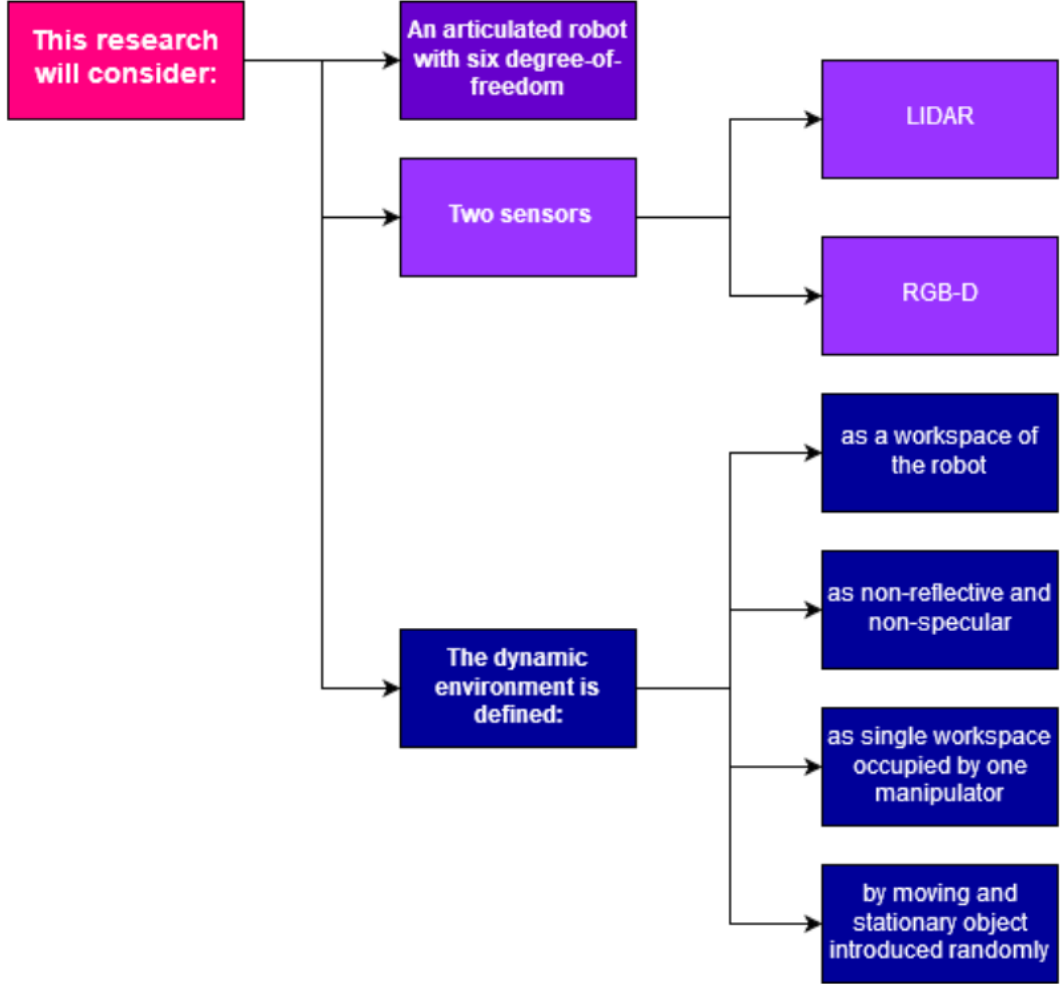 This research
will consider:
An articulated robot
with six degree-of-
freedom
Two sensors
LIDAR
RGB-D
The dynamic
environment is
defined:
as a workspace of
the robot
as non-reflective and
non-specular
as single workspace
occupied by one
manipulator
by moving and
stationary object
introduced randomly